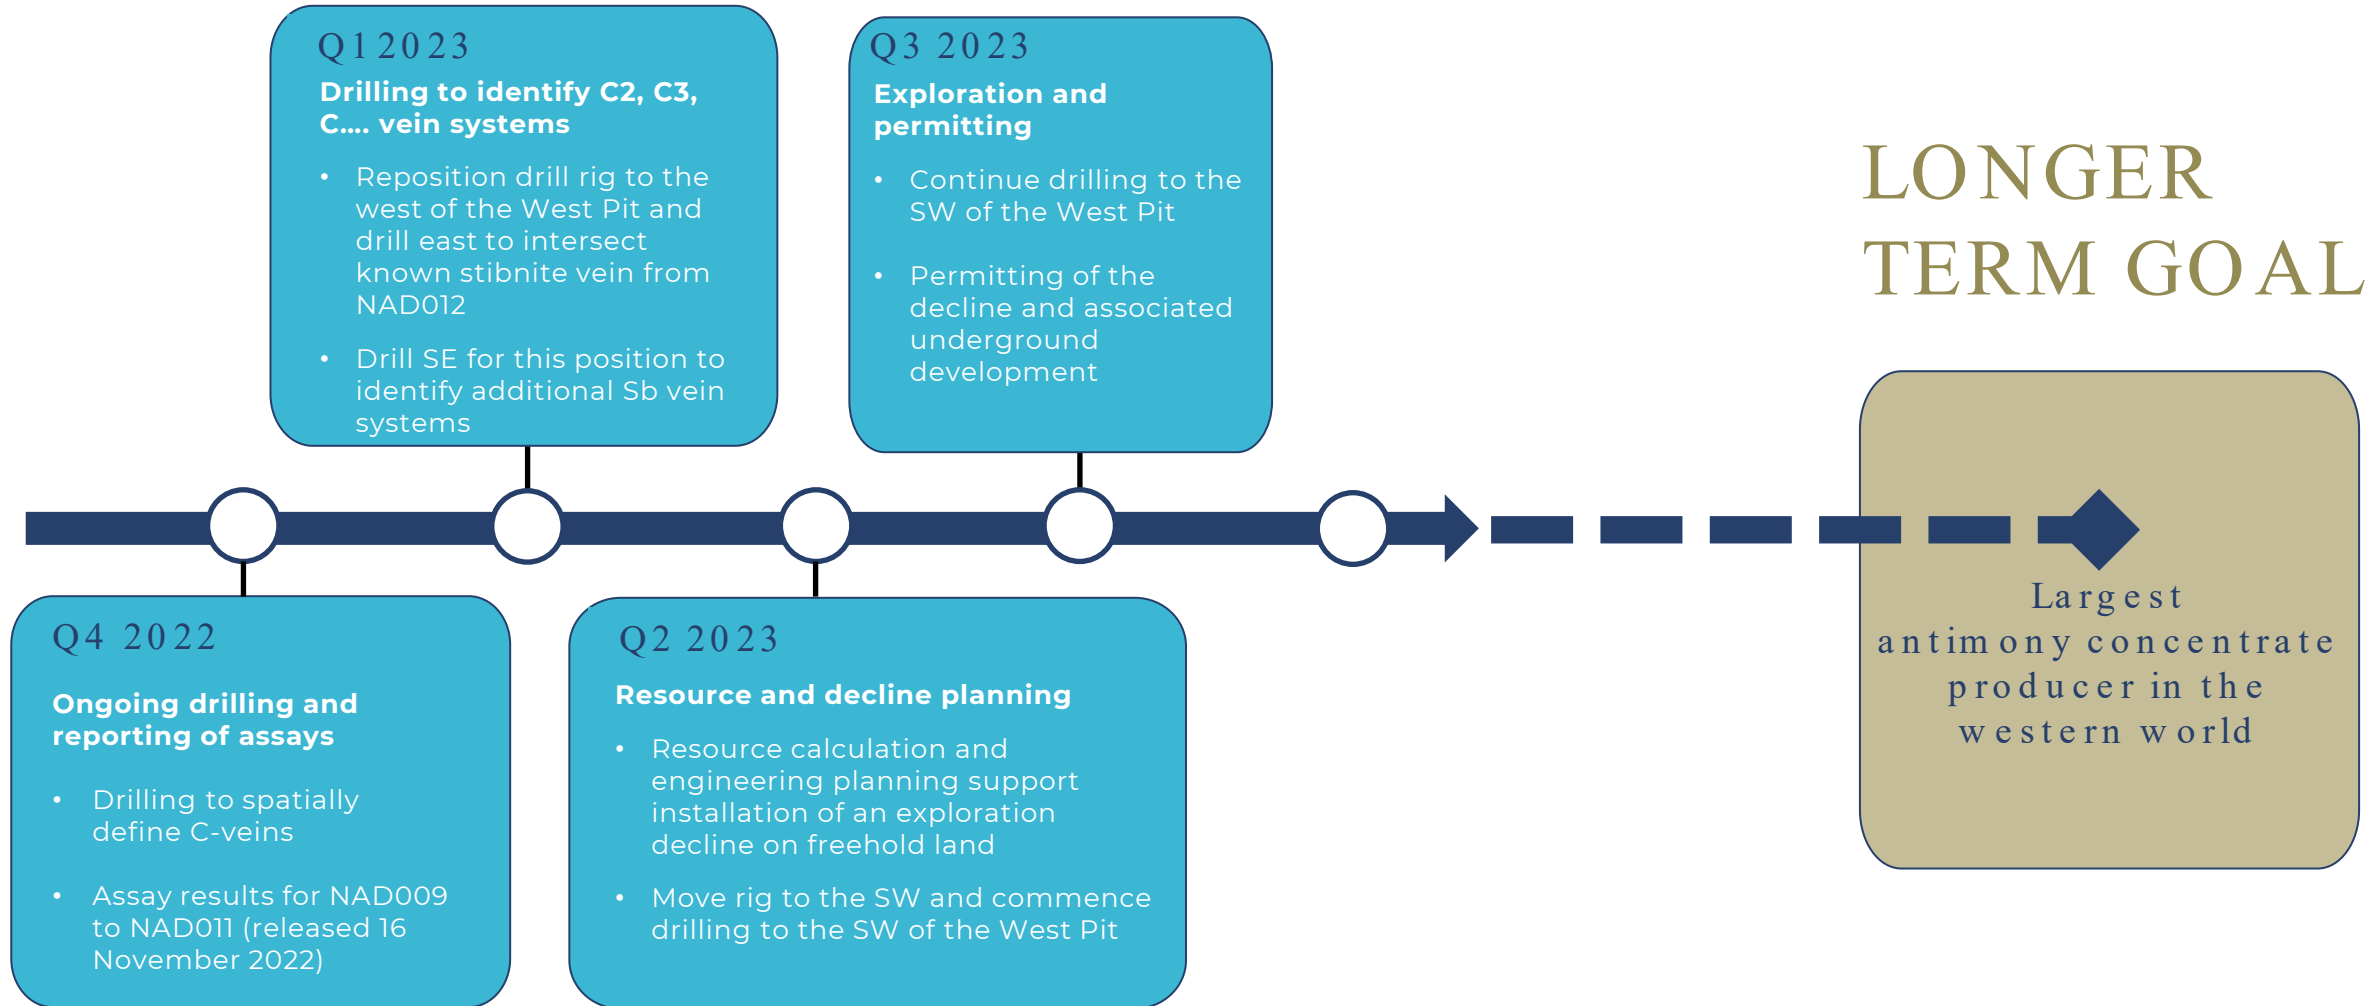 Q1 2023
Drilling to identify C2, C3,
C.... vein systems
• Reposition drill rig to the
west of the West Pit and
drill east to intersect
known stibnite vein from
NAD012
• Drill SE for this position to
identify additional Sb vein
systems
Q3 2023
Exploration and
permitting
• Continue drilling to the
SW of the West Pit
• Permitting of the
decline and associated
underground
development
LONGER
TERM GOAL
Q4 2022
Ongoing drilling and
reporting of assays
• Drilling to spatially
define C-veins
• Assay results for NAD009
to NAD011 (released 16
November 2022)
Q2 2023
Resource and decline planning
• Resource calculation and
engineering planning support
installation of an exploration
decline on freehold land
• Move rig to the SW and commence
drilling to the SW of the West Pit
Largest
antimony concentrate
producer in the
western world